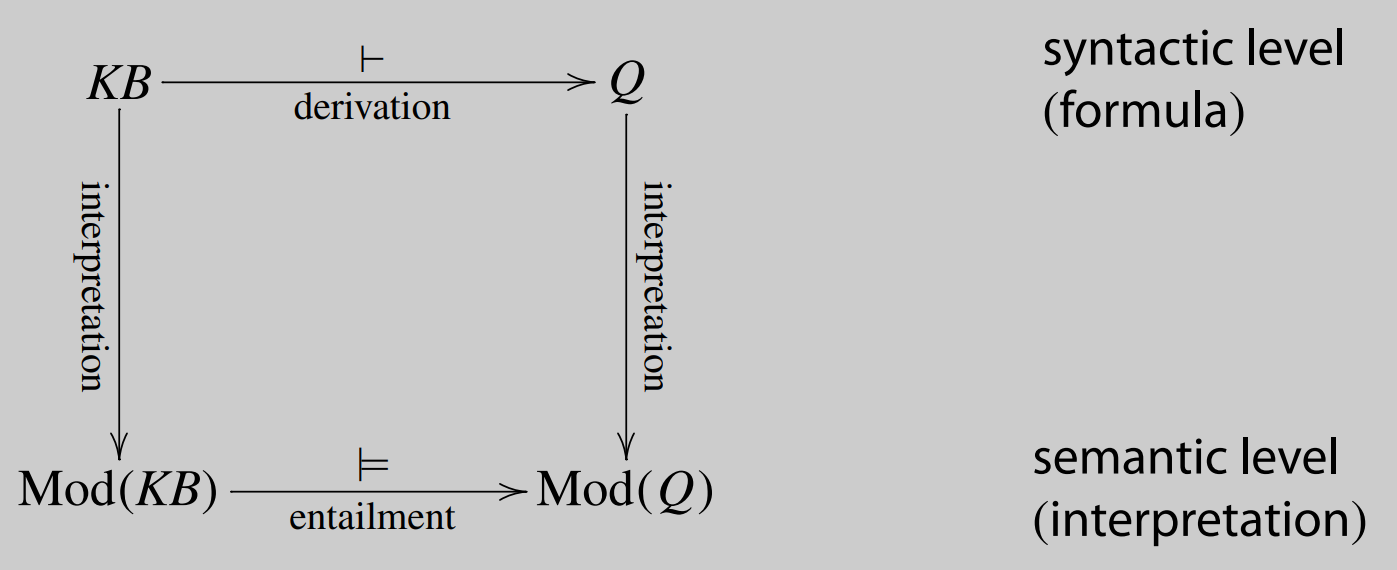 ⊢
KB
Q
derivation
syntactic level
(formula)
interpretation
interpretation
⊨
Mod(KB)
Mod(Q)
entailment
semantic level
(interpretation)